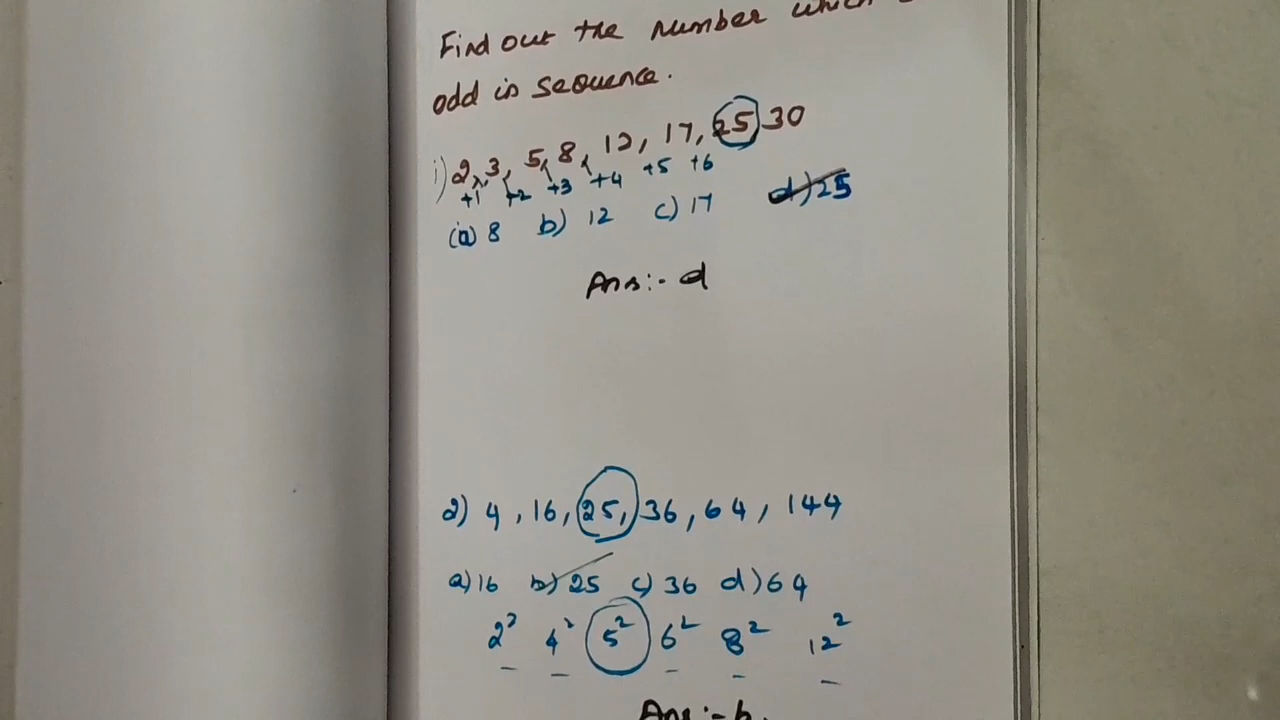 Find out the number which
odd in sequence.
i) 2, 3, 5, 8, 12, 17, 25, 30
+1 +2 +3 +4 +5 +6
(a) 8 b) 12 c) 17 d) 25
Ans:- d
2) 4, 16, 25, 36, 64, 144
a) 16 b) 25 c) 36 d) 64
2² 4² 5² 6² 8² 12²
Ans:- b.